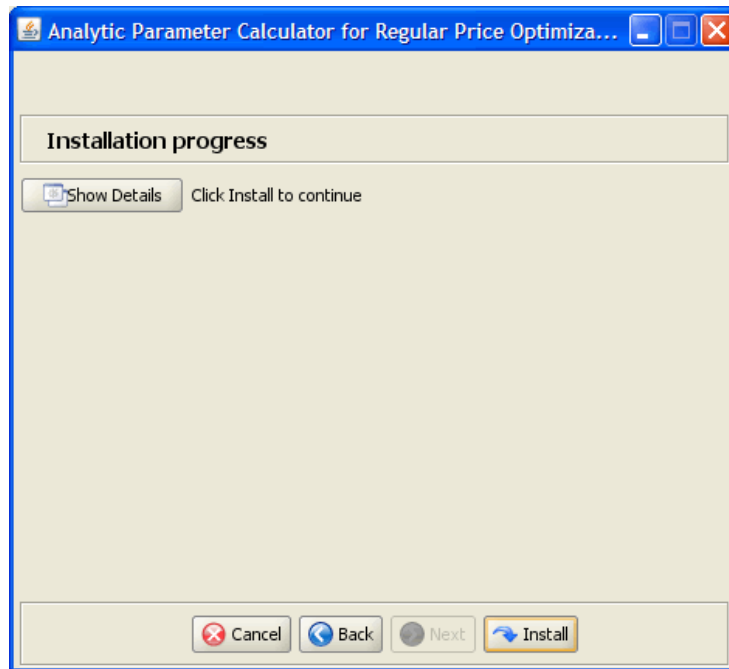 Analytic Parameter Calculator for Regular Price Optimiza...
Installation progress
Show Details Click Install to continue
Cancel Back Next Install